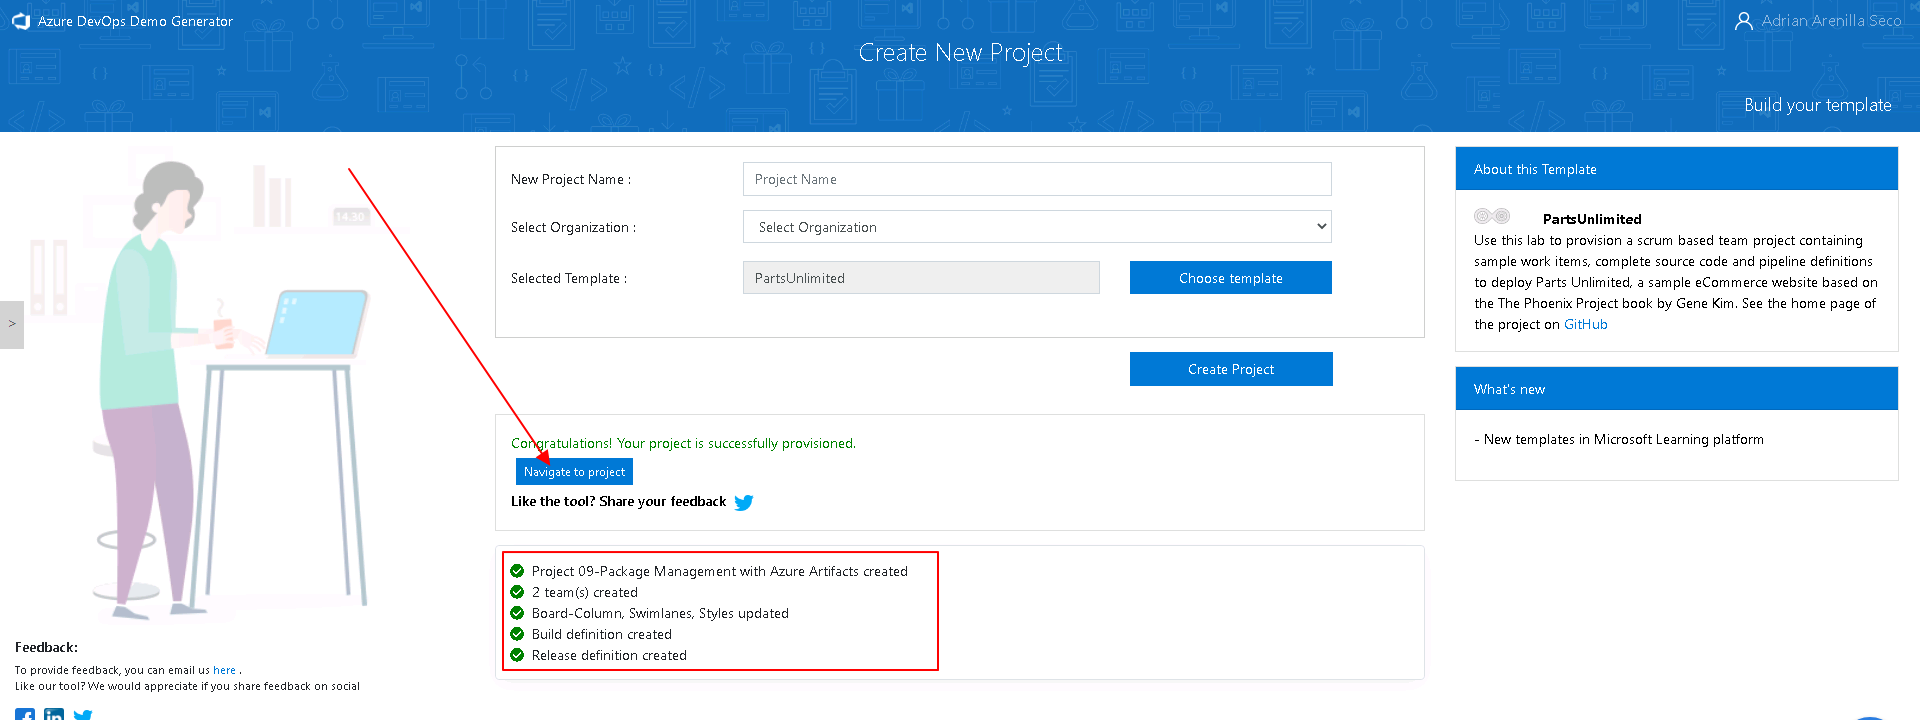 Azure DevOps Demo Generator
Adrian Arenilla Seco
Create New Project
Build your template
14.30
>
New Project Name :
Project Name
Select Organization :
Select Organization
Selected Template :
PartsUnlimited
Choose template
Create Project
Congratulations! Your project is successfully provisioned.
Navigate to project
Like the tool? Share your feedback
Project 09-Package Management with Azure Artifacts created
2 team(s) created
Board-Column, Swimlanes, Styles updated
Build definition created
Release definition created
About this Template
PartsUnlimited
Use this lab to provision a scrum based team project containing
sample work items, complete source code and pipeline definitions
to deploy Parts Unlimited, a sample eCommerce website based on
the The Phoenix Project book by Gene Kim. See the home page of
the project on GitHub
What's new
- New templates in Microsoft Learning platform
Feedback:
To provide feedback, you can email us here .
Like our tool? We would appreciate if you share feedback on social